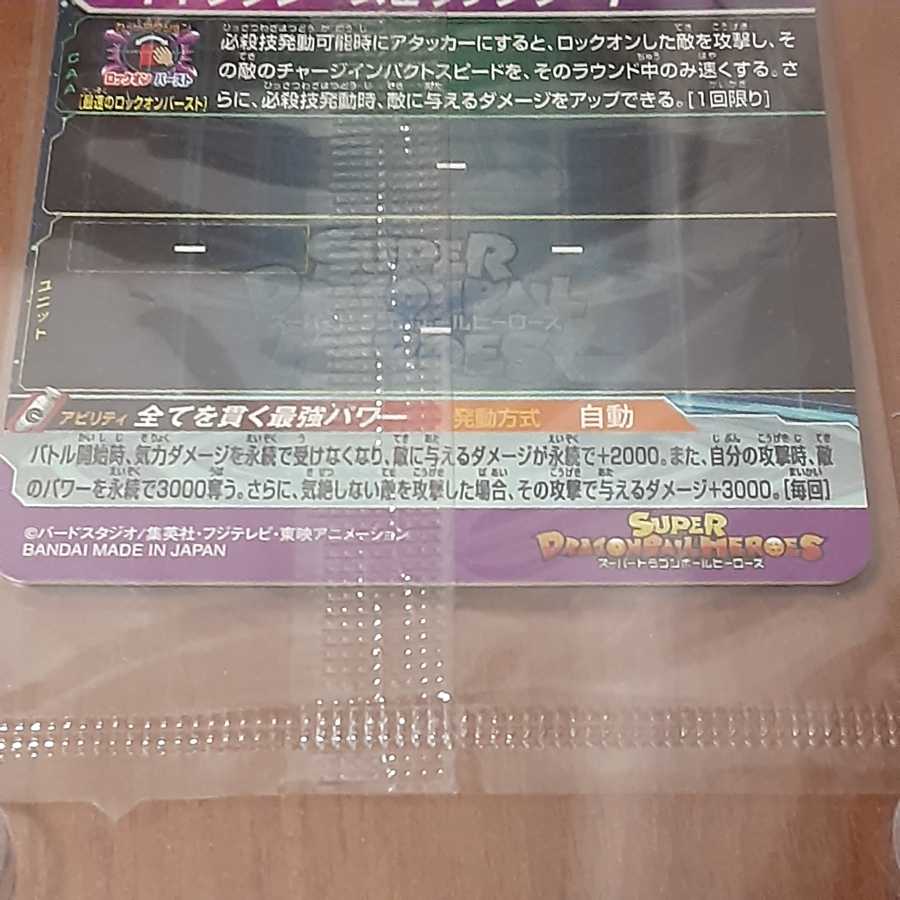 必殺技発動可能時にアタッカーにすると、ロックオンした敵を攻撃し、そ
の敵のチャージインパクトスピードを、そのラウンド中のみ速くする。さ
らに、必殺技発動時、敵に与えるダメージをアップできる。[1回限り]
CAA
ロックオン バースト
[最速のロックオンバースト]
ー
ー ー
ユニット
SUPER
スーパードラゴンボールヒーローズ
ー
アビリティ 全てを貫く最強パワー 発動方式 自動
バトル開始時、気力ダメージを永続で受けなくなり、敵に与えるダメージが永続で+2000。また、自分の攻撃時、敵
のパワーを永続で3000奪う。さらに、気絶しない敵を攻撃した場合、その攻撃で与えるダメージ+3000。[毎回]
©バードスタジオ/集英社・フジテレビ・東映アニメーション
BANDAI MADE IN JAPAN
SUPER
DRAGONBALL HEROES
スーパードラゴンボールヒーローズ